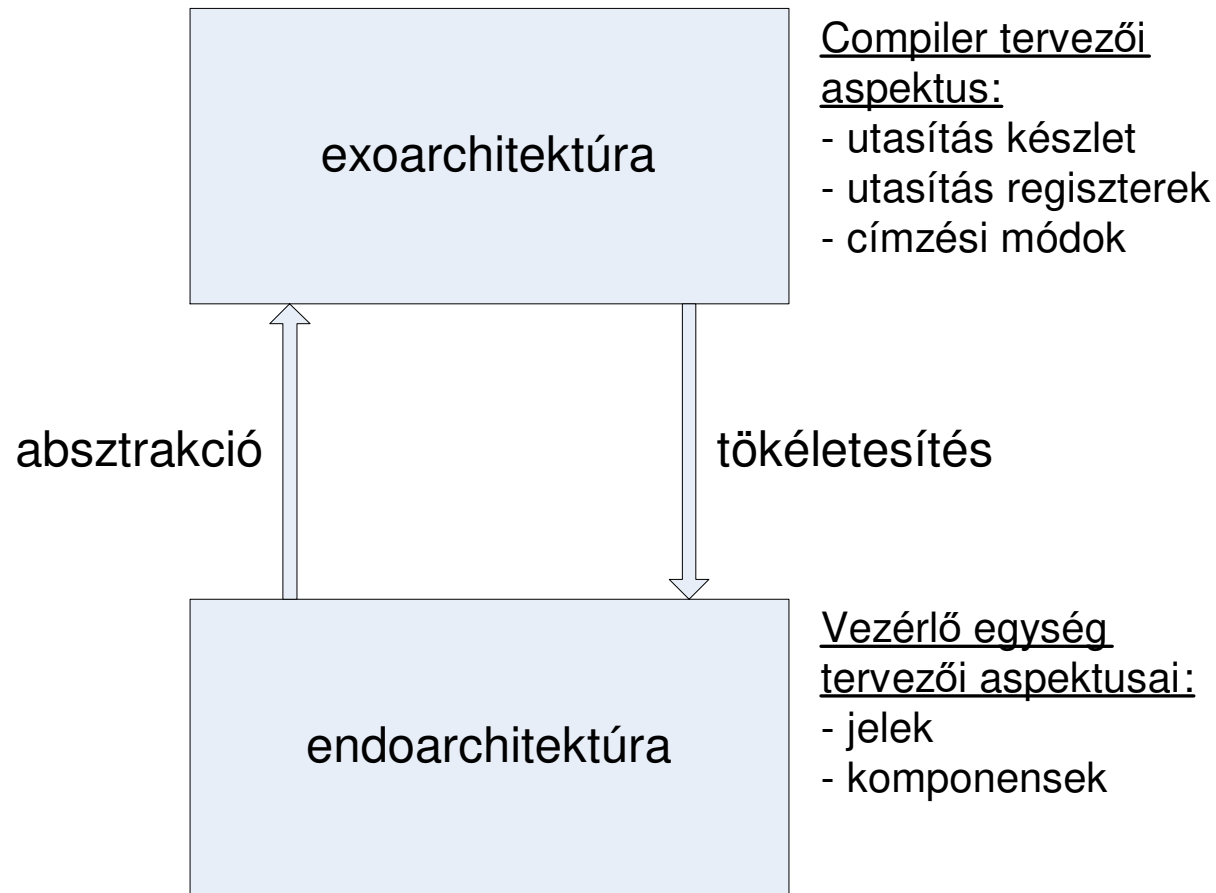 exoarchitektúra
Compiler tervezői
aspektus:
- utasítás készlet
- utasítás regiszterek
- címzési módok
absztrakció
tökéletesítés
endoarchitektúra
Vezérlő egység
tervezői aspektusai:
- jelek
- komponensek